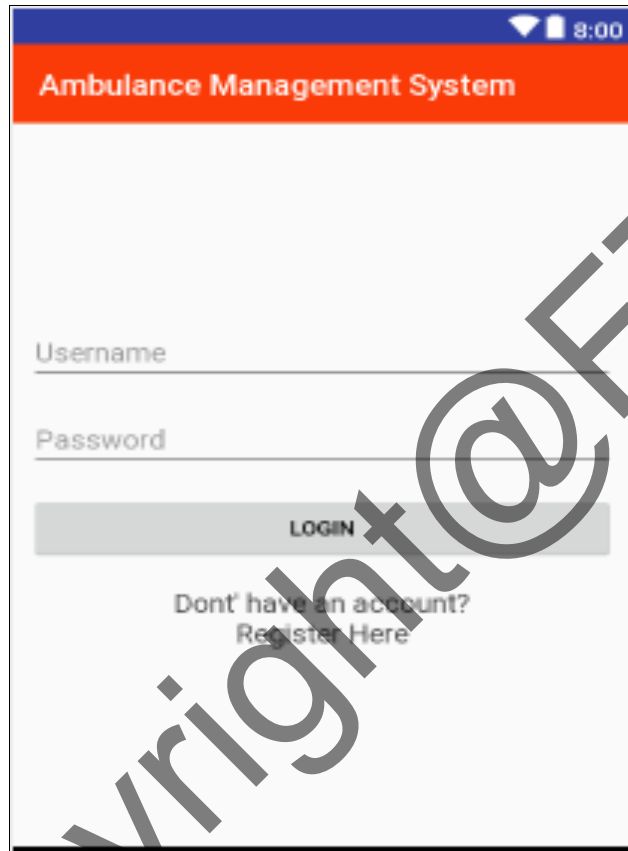 8:00
Ambulance Management System
Username
Password
LOGIN
Dont' have an account?
Register Here